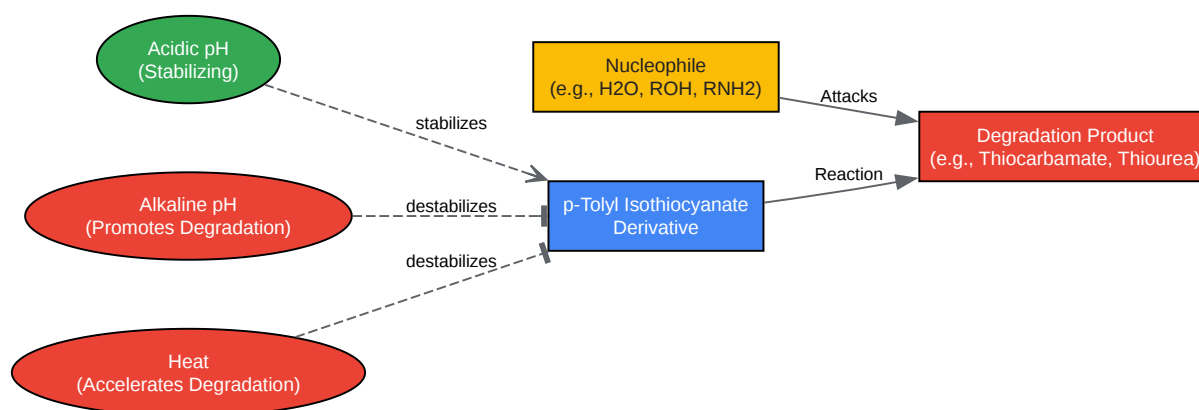 Acidic pH
(Stabilizing)
Nucleophile
(e.g., H2O, ROH, RNH2)
Attacks
stabilizes
Degradation Product
(e.g., Thiocarbamate, Thiourea)
Reaction
Alkaline pH
(Promotes Degradation)
destabilizes
p-Tolyl Isothiocyanate
Derivative
destabilizes
Heat
(Accelerates Degradation)